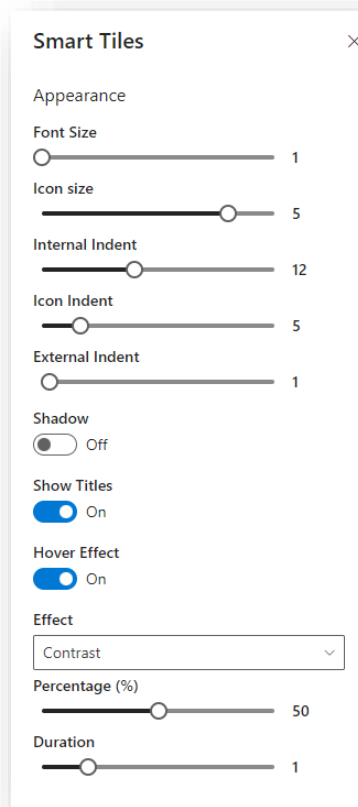 Smart Tiles
Appearance
Font Size
1
Icon size
5
Internal Indent
12
Icon Indent
5
External Indent
1
Shadow
Off
Show Titles
On
Hover Effect
On
Effect
Contrast
Percentage (%)
50
Duration
1